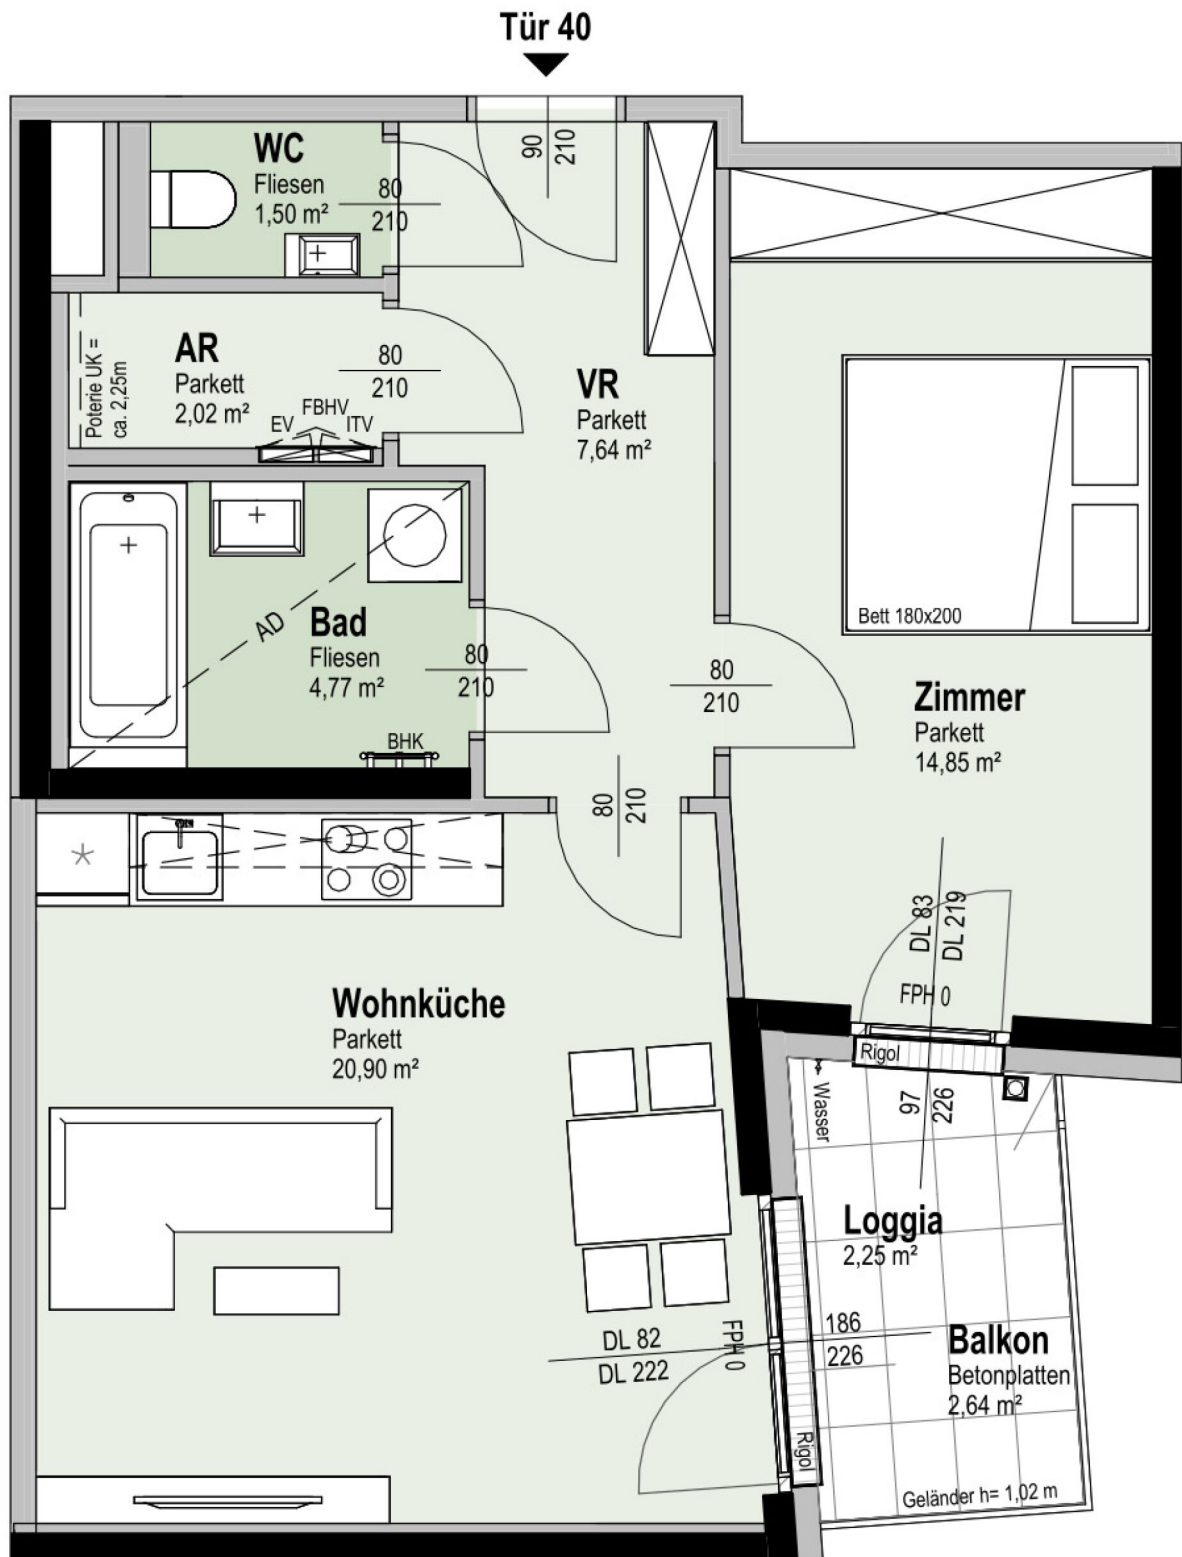 Tür 40
90
210
WC
Fliesen
1,50 m²
80
210
AR
Parkett
2,02 m²
Poterie UK =
ca. 2,25m
80
210
FBHV
EV
ITV
VR
Parkett
7,64 m²
Bett 180x200
AD
Bad
Fliesen
4,77 m²
80
210
BHK
80
210
Zimmer
Parkett
14,85 m²
80
210
DL 83
DL 219
FPH 0
Wohnküche
Parkett
20,90 m²
Rigol
97
226
Wasser
Loggia
2,25 m²
DL 82
DL 222
FPH 0
186
226
Balkon
Betonplatten
2,64 m²
Rigol
Geländer h= 1,02 m